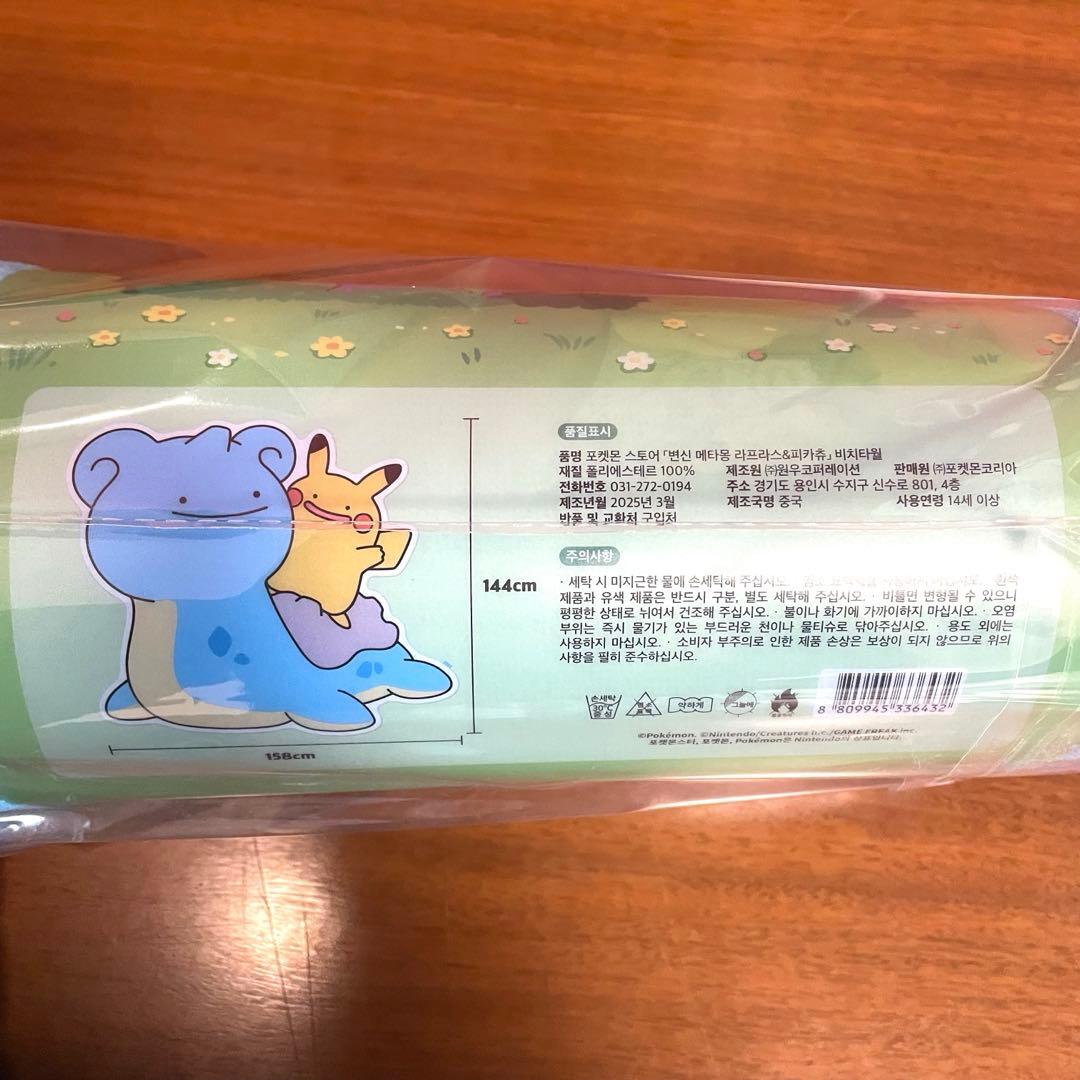 144cm
158cm
품질표시
품명 포켓몬 스토어 「변신 메타몽 라프라스&피카츄」 비치타월
재질 폴리에스테르 100% 제조원 ㈜원우코퍼레이션 판매원 ㈜포켓몬코리아
전화번호 031-272-0194 주소 경기도 용인시 수지구 신수로 801, 4층
제조년월 2025년 3월 제조국명 중국 사용연령 14세 이상
반품 및 교환처 구입처
주의사항
· 세탁 시 미지근한 물에 손세탁해 주십시오. 흰색
제품과 유색 제품은 반드시 구분, 별도 세탁해 주십시오. · 비틀면 변형될 수 있으니
평평한 상태로 뉘여서 건조해 주십시오. · 불이나 화기에 가까이하지 마십시오. · 오염
부위는 즉시 물기가 있는 부드러운 천이나 물티슈로 닦아주십시오. · 용도 외에는
사용하지 마십시오. · 소비자 부주의로 인한 제품 손상은 보상이 되지 않으므로 위의
사항을 필히 준수하십시오.
손세탁 30°C 중성
염소 표백
약하게
그늘에
8 809945 336432
©Pokémon. ©Nintendo/Creatures Inc./GAME FREAK inc.
포켓몬스터, 포켓몬, Pokémon은 Nintendo의 상표입니다.